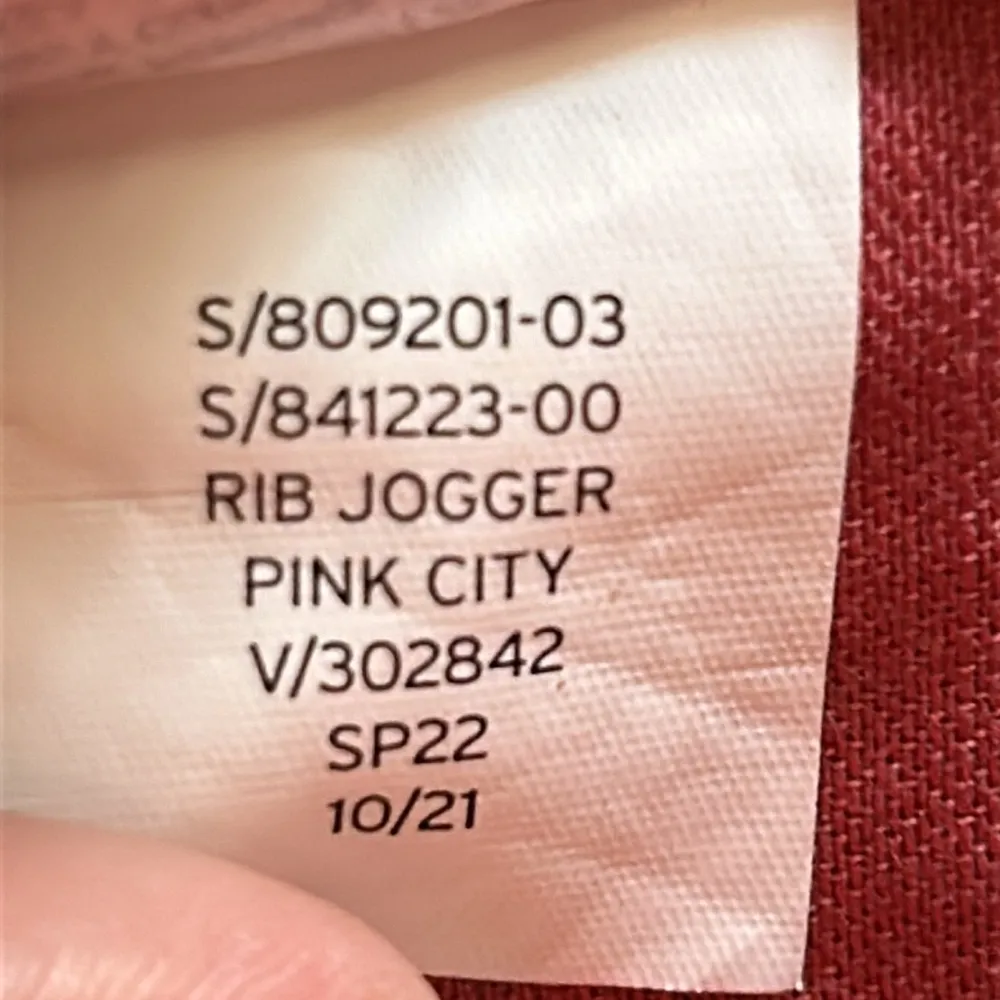 S/809201-03
S/841223-00
RIB JOGGER
PINK CITY
V/302842
SP22
10/21